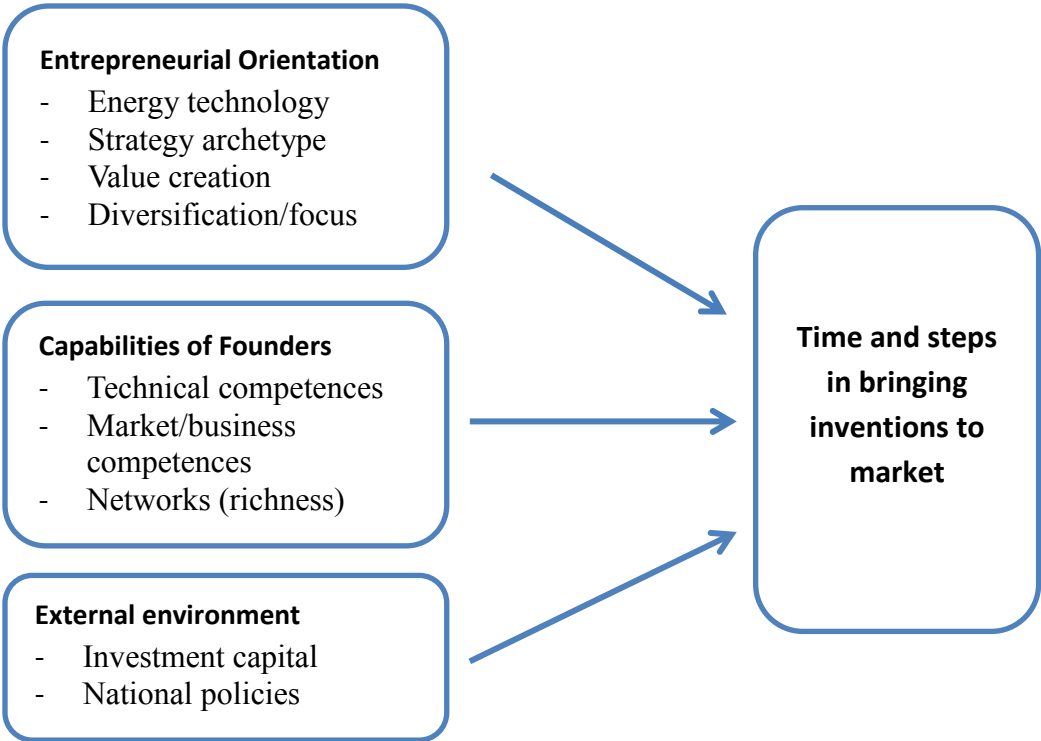 Entrepreneurial Orientation
- Energy technology
- Strategy archetype
- Value creation
- Diversification/focus
Capabilities of Founders
- Technical competences
- Market/business
competences
- Networks (richness)
External environment
- Investment capital
- National policies
Time and steps
in bringing
inventions to
market